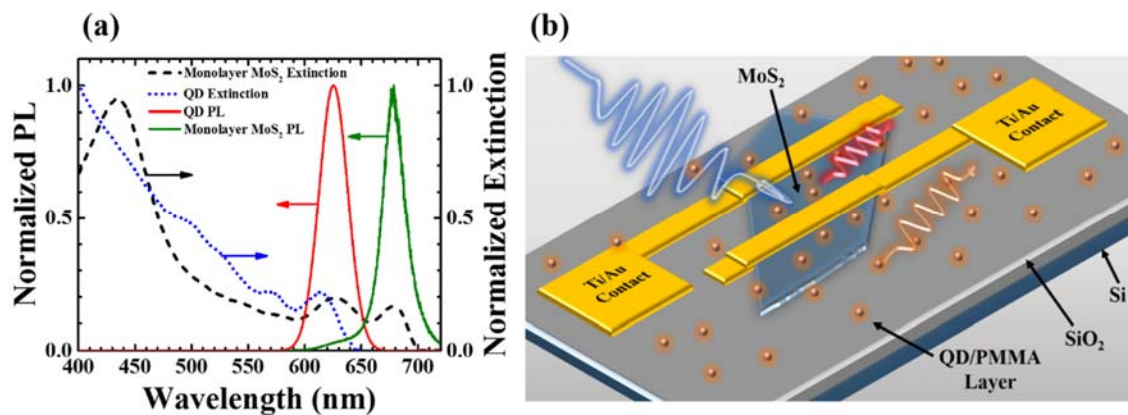 (a)
Normalized PL
1.0
0.5
0.0
Monolayer MoS2 Extinction
QD Extinction
QD PL
Monolayer MoS2 PL
1.0
0.5
0.0
Normalized Extinction
400 450 500 550 600 650 700
Wavelength (nm)
(b)
MoS2
Ti/Au
Contact
Ti/Au
Contact
Si
SiO2
QD/PMMA
Layer